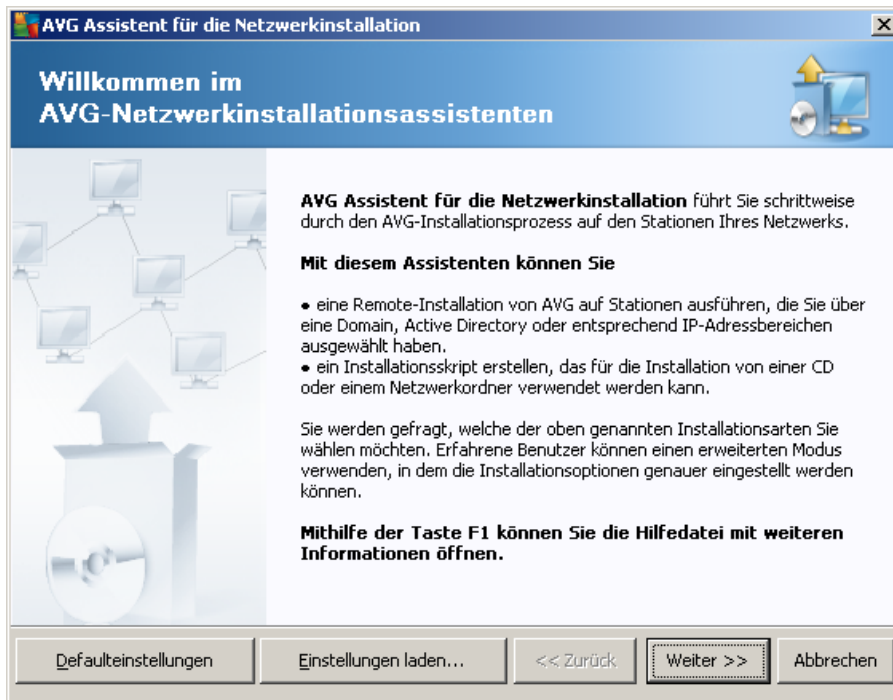 AVG Assistent für die Netzwerkinstallation
Willkommen im
AVG-Netzwerkinstallationsassistenten
AVG Assistent für die Netzwerkinstallation führt Sie schrittweise
durch den AVG-Installationsprozess auf den Stationen Ihres Netzwerks.
Mit diesem Assistenten können Sie
• eine Remote-Installation von AVG auf Stationen ausführen, die Sie über
eine Domain, Active Directory oder entsprechend IP-Adressbereichen
ausgewählt haben.
• ein Installationsskript erstellen, das für die Installation von einer CD
oder einem Netzwerkordner verwendet werden kann.
Sie werden gefragt, welche der oben genannten Installationsarten Sie
wählen möchten. Erfahrene Benutzer können einen erweiterten Modus
verwenden, in dem die Installationsoptionen genauer eingestellt werden
können.
Mithilfe der Taste F1 können Sie die Hilfedatei mit weiteren
Informationen öffnen.
Defaulteinstellungen
Einstellungen laden...
<< Zurück
Weiter >>
Abbrechen